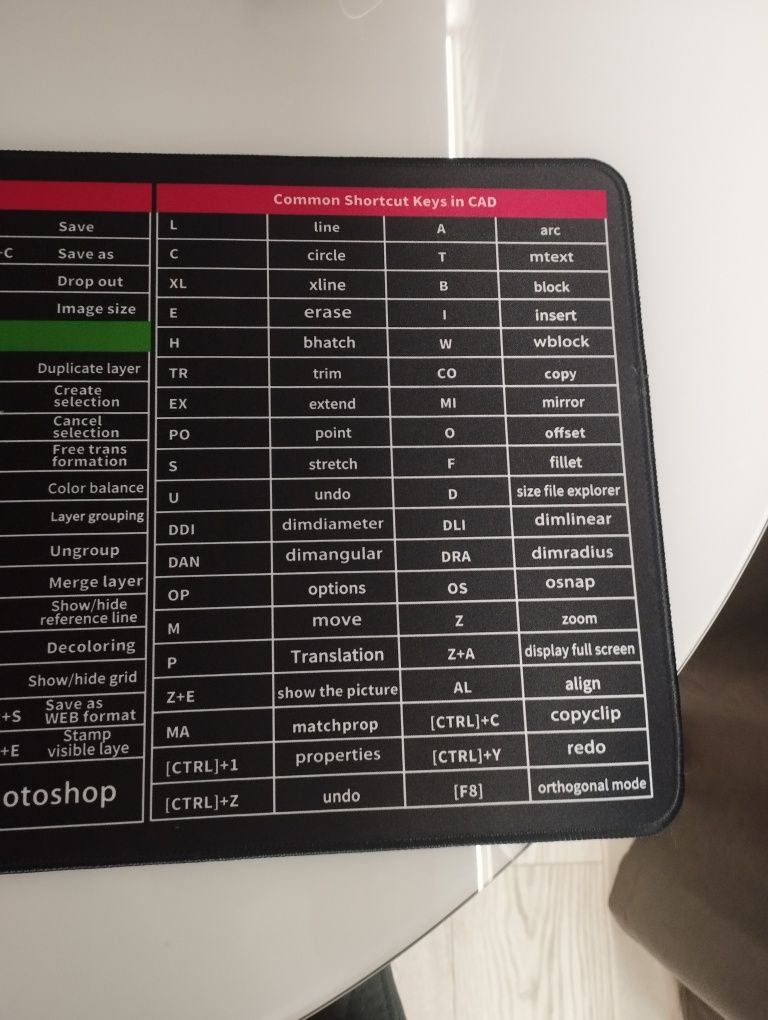 Save
-C Save as
Drop out
Image size
Duplicate layer
Create
selection
Cancel
selection
Free trans
formation
Color balance
Layer grouping
Ungroup
Merge layer
Show/hide
reference line
Decoloring
Show/hide grid
+S Save as
WEB format
+E Stamp
visible laye
otoshop
Common Shortcut Keys in CAD
L line A arc
C circle T mtext
XL xline B block
E erase I insert
H bhatch W wblock
TR trim CO copy
EX extend MI mirror
PO point O offset
S stretch F fillet
U undo D size file explorer
DDI dimdiameter DLI dimlinear
DAN dimangular DRA dimradius
OP options OS osnap
M move Z zoom
P Translation Z+A display full screen
Z+E show the picture AL align
MA matchprop [CTRL]+C copyclip
[CTRL]+1 properties [CTRL]+Y redo
[CTRL]+Z undo [F8] orthogonal mode